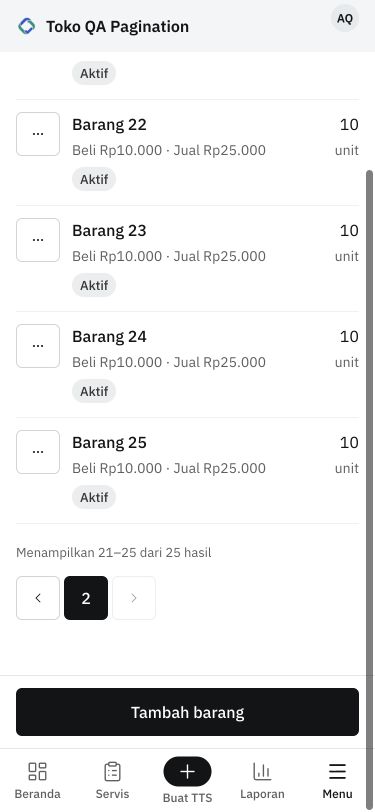 Toko QA Pagination
AQ
Aktif
...
Barang 22
10
Beli Rp10.000 · Jual Rp25.000
unit
Aktif
...
Barang 23
10
Beli Rp10.000 · Jual Rp25.000
unit
Aktif
...
Barang 24
10
Beli Rp10.000 · Jual Rp25.000
unit
Aktif
...
Barang 25
10
Beli Rp10.000 · Jual Rp25.000
unit
Aktif
Menampilkan 21–25 dari 25 hasil
2
Tambah barang
Beranda
Servis
Buat TTS
Laporan
Menu